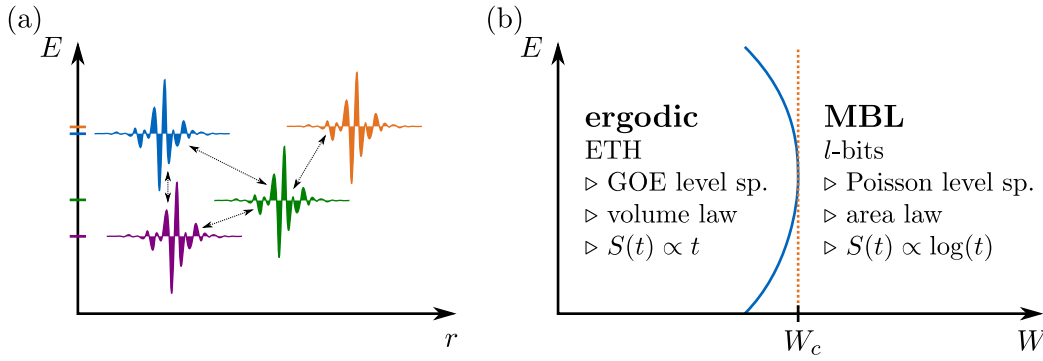 (a)
E
r
(b)
E
ergodic
ETH
▷ GOE level sp.
▷ volume law
▷ S(t) ∝ t
MBL
l-bits
▷ Poisson level sp.
▷ area law
▷ S(t) ∝ log(t)
W_c
W